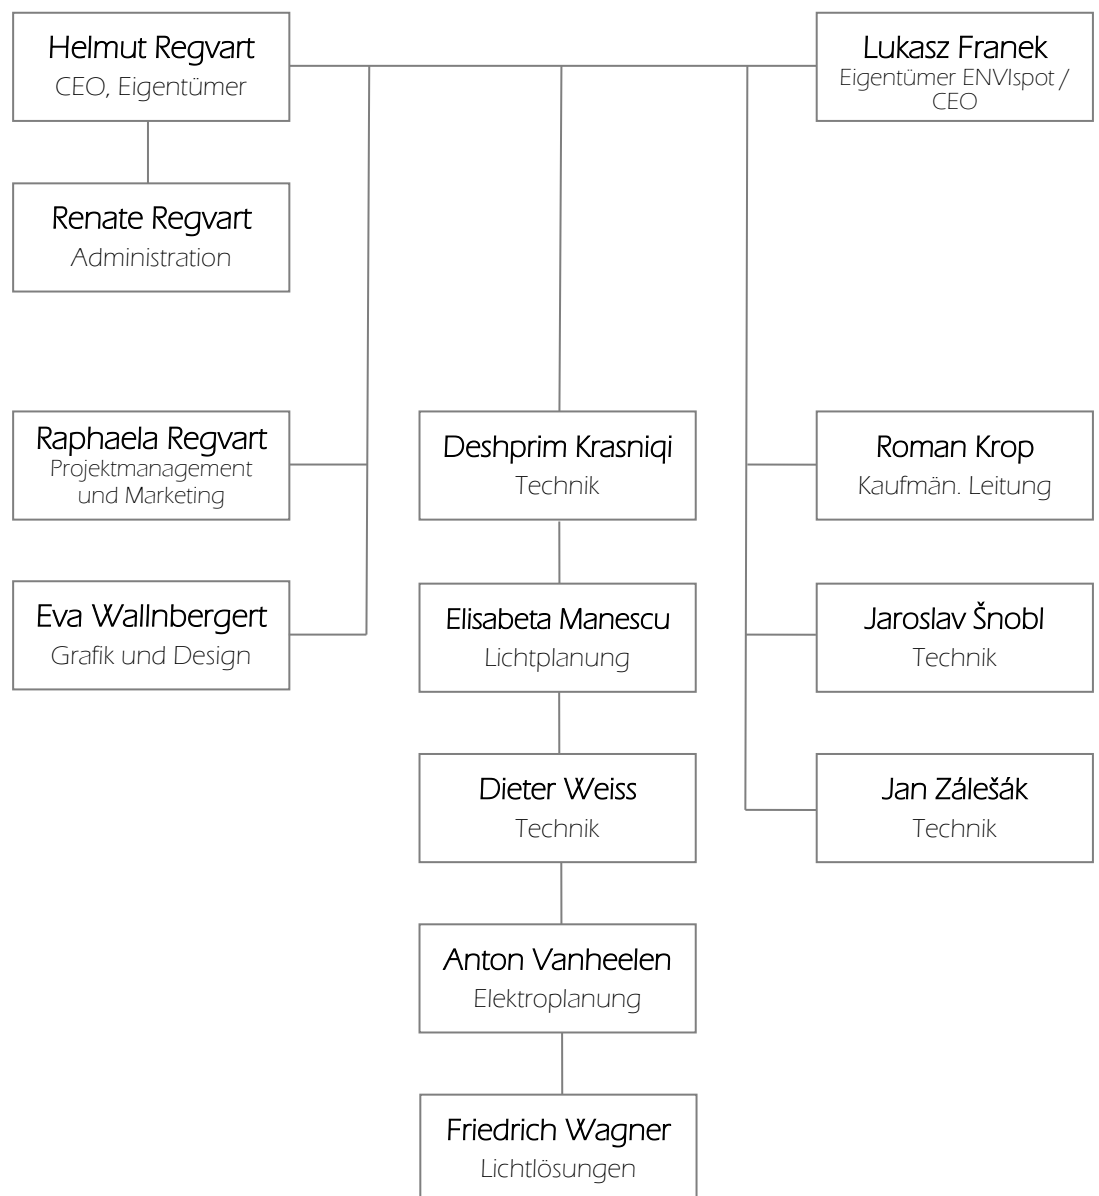 Helmut Regvart
CEO, Eigentümer
Lukasz Franek
Eigentümer ENVIspot /
CEO
Renate Regvart
Administration
Raphaela Regvart
Projektmanagement
und Marketing
Deshprim Krasniqi
Technik
Roman Krop
Kaufmän. Leitung
Eva Wallnbergert
Grafik und Design
Elisabeta Manescu
Lichtplanung
Jaroslav Šnobl
Technik
Dieter Weiss
Technik
Jan Zálešák
Technik
Anton Vanheelen
Elektroplanung
Friedrich Wagner
Lichtlösungen